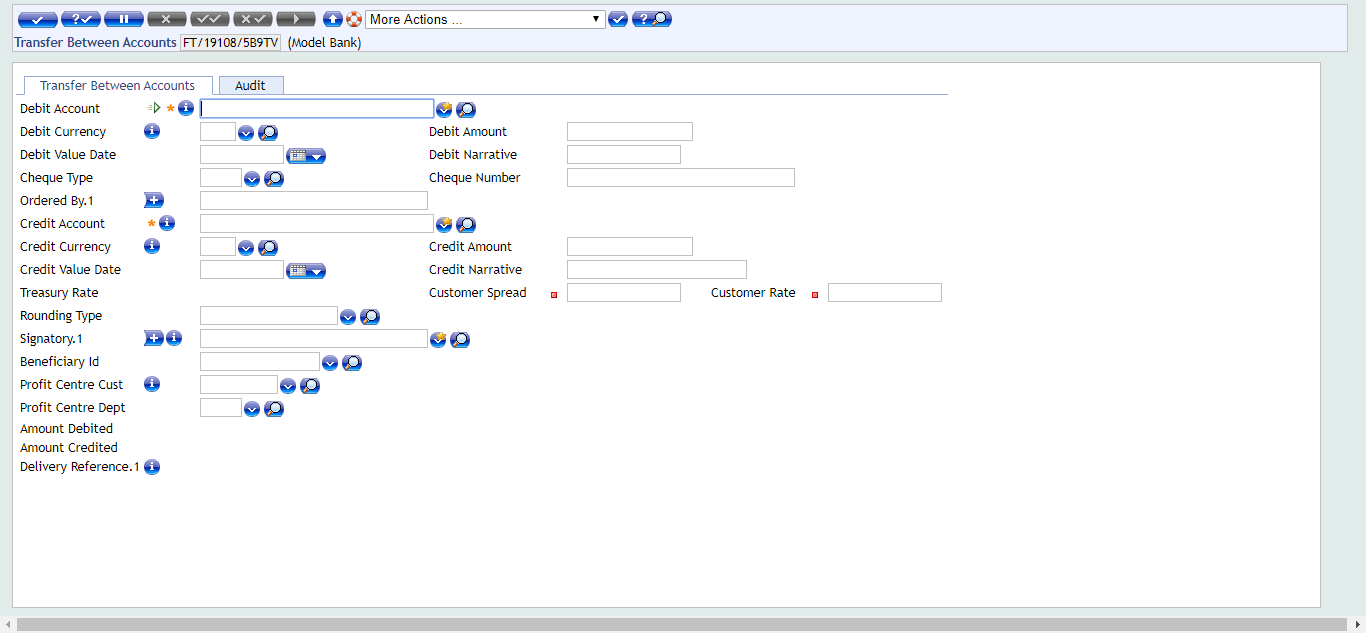 More Actions ...
Transfer Between Accounts FT/19108/5B9TV (Model Bank)
Transfer Between Accounts Audit
Debit Account
Debit Currency Debit Amount
Debit Value Date Debit Narrative
Cheque Type Cheque Number
Ordered By.1
Credit Account
Credit Currency Credit Amount
Credit Value Date Credit Narrative
Treasury Rate Customer Spread Customer Rate
Rounding Type
Signatory.1
Beneficiary Id
Profit Centre Cust
Profit Centre Dept
Amount Debited
Amount Credited
Delivery Reference.1